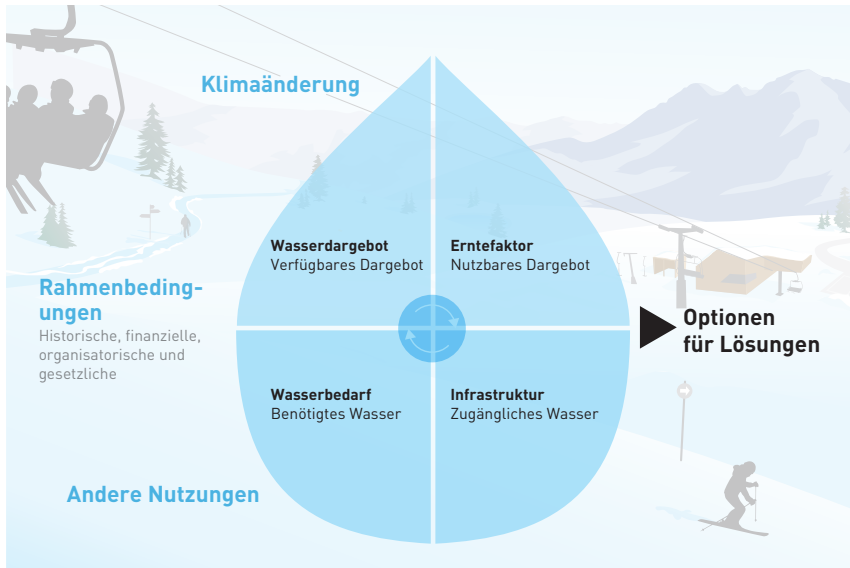 Klimaänderung
Wasserdargebot
Verfügbares Dargebot
Erntefaktor
Nutzbares Dargebot
Rahmenbeding-
ungen
Historische, finanzielle,
organisatorische und
gesetzliche
Optionen
für Lösungen
Wasserbedarf
Benötigtes Wasser
Infrastruktur
Zugängliches Wasser
Andere Nutzungen